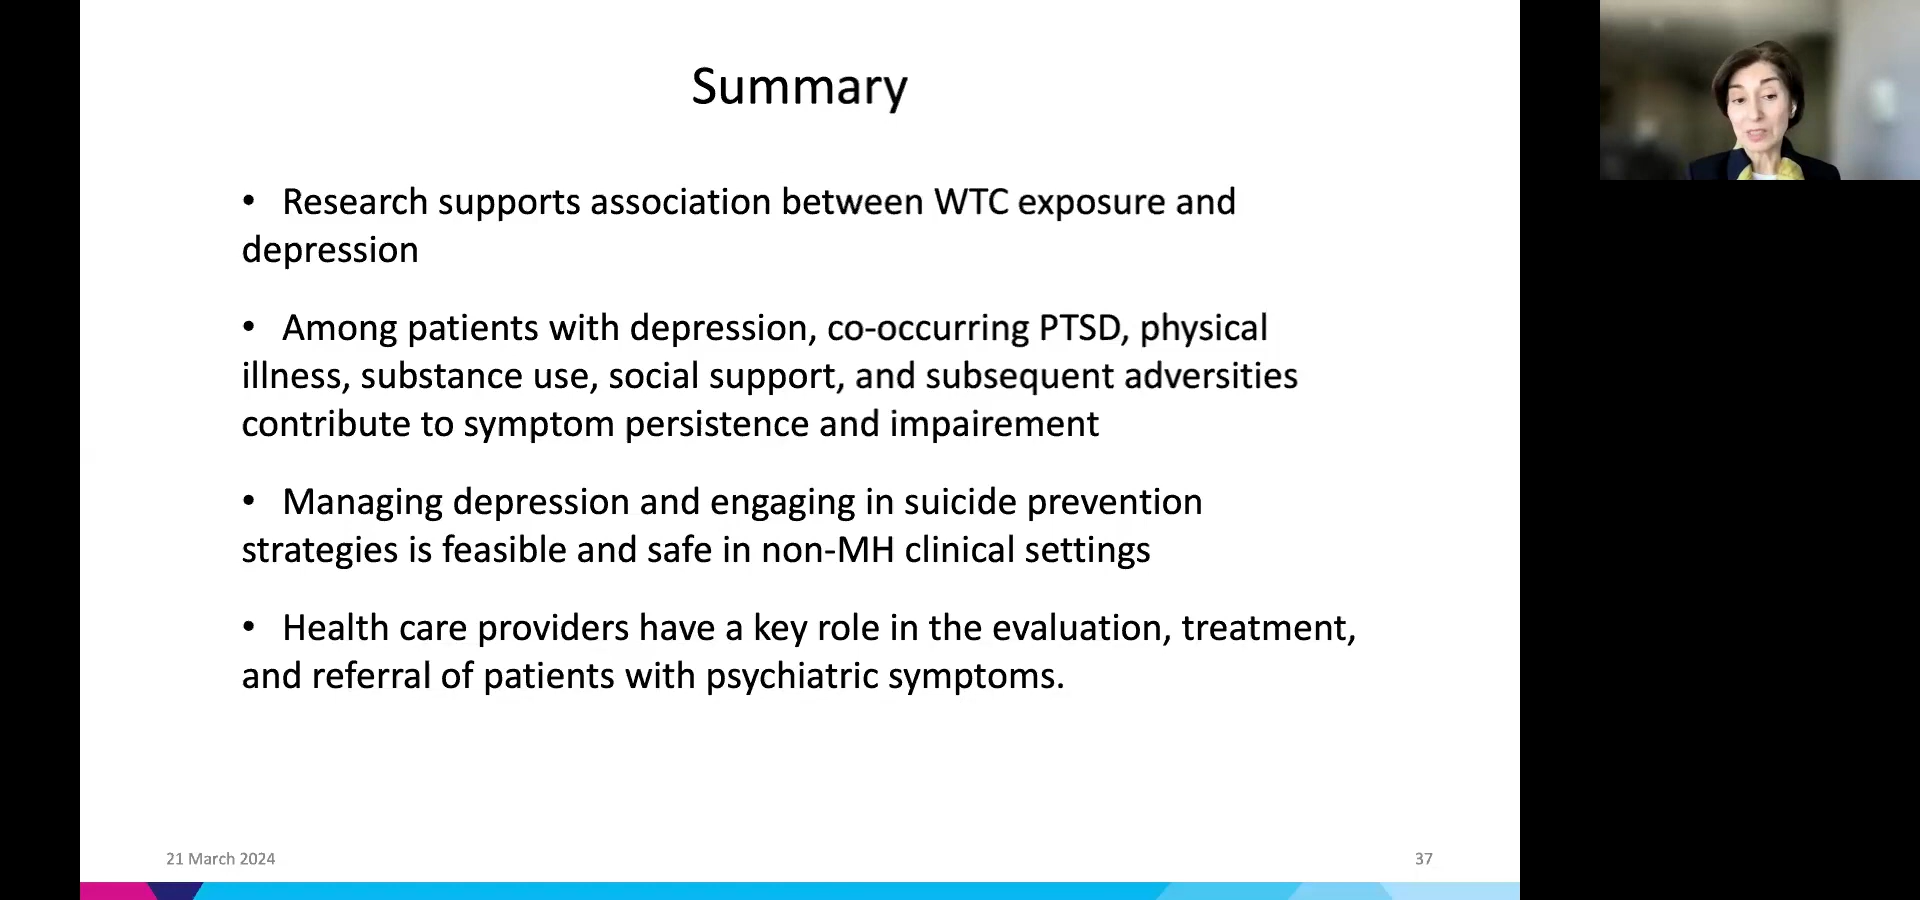 Summary
• Research supports association between WTC exposure and
depression
• Among patients with depression, co-occurring PTSD, physical
illness, substance use, social support, and subsequent adversities
contribute to symptom persistence and impairement
• Managing depression and engaging in suicide prevention
strategies is feasible and safe in non-MH clinical settings
• Health care providers have a key role in the evaluation, treatment,
and referral of patients with psychiatric symptoms.
21 March 2024
37